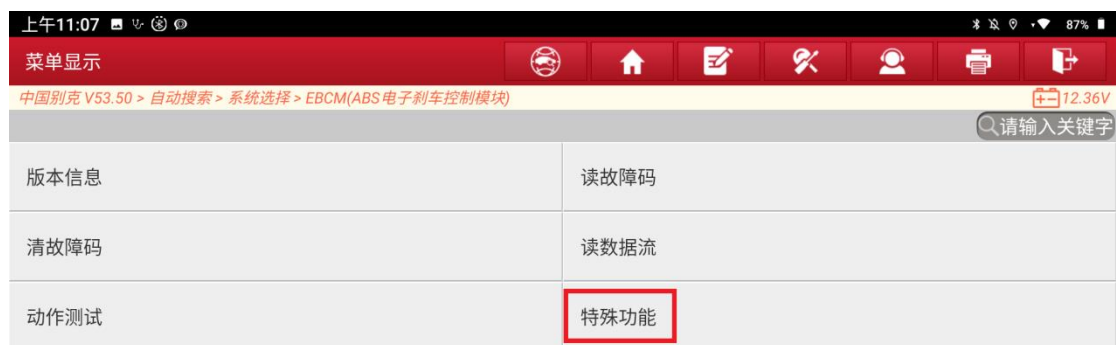 上午11:07
87%
菜单显示
中国别克 V53.50 > 自动搜索 > 系统选择 > EBCM(ABS电子刹车控制模块)
12.36V
请输入关键字
版本信息
读故障码
清故障码
读数据流
动作测试
特殊功能